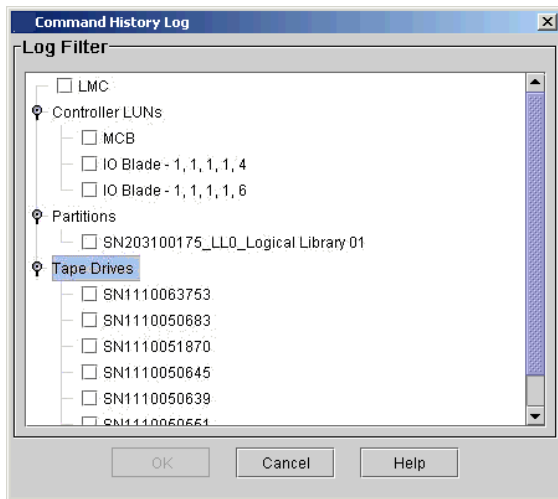 Command History Log
Log Filter
LMC
Controller LUNs
MCB
IO Blade - 1, 1, 1, 1, 4
IO Blade - 1, 1, 1, 1, 6
Partitions
SN203100175_LL0_Logical Library 01
Tape Drives
SN1110063753
SN1110050683
SN1110051870
SN1110050645
SN1110050639
OK
Cancel
Help